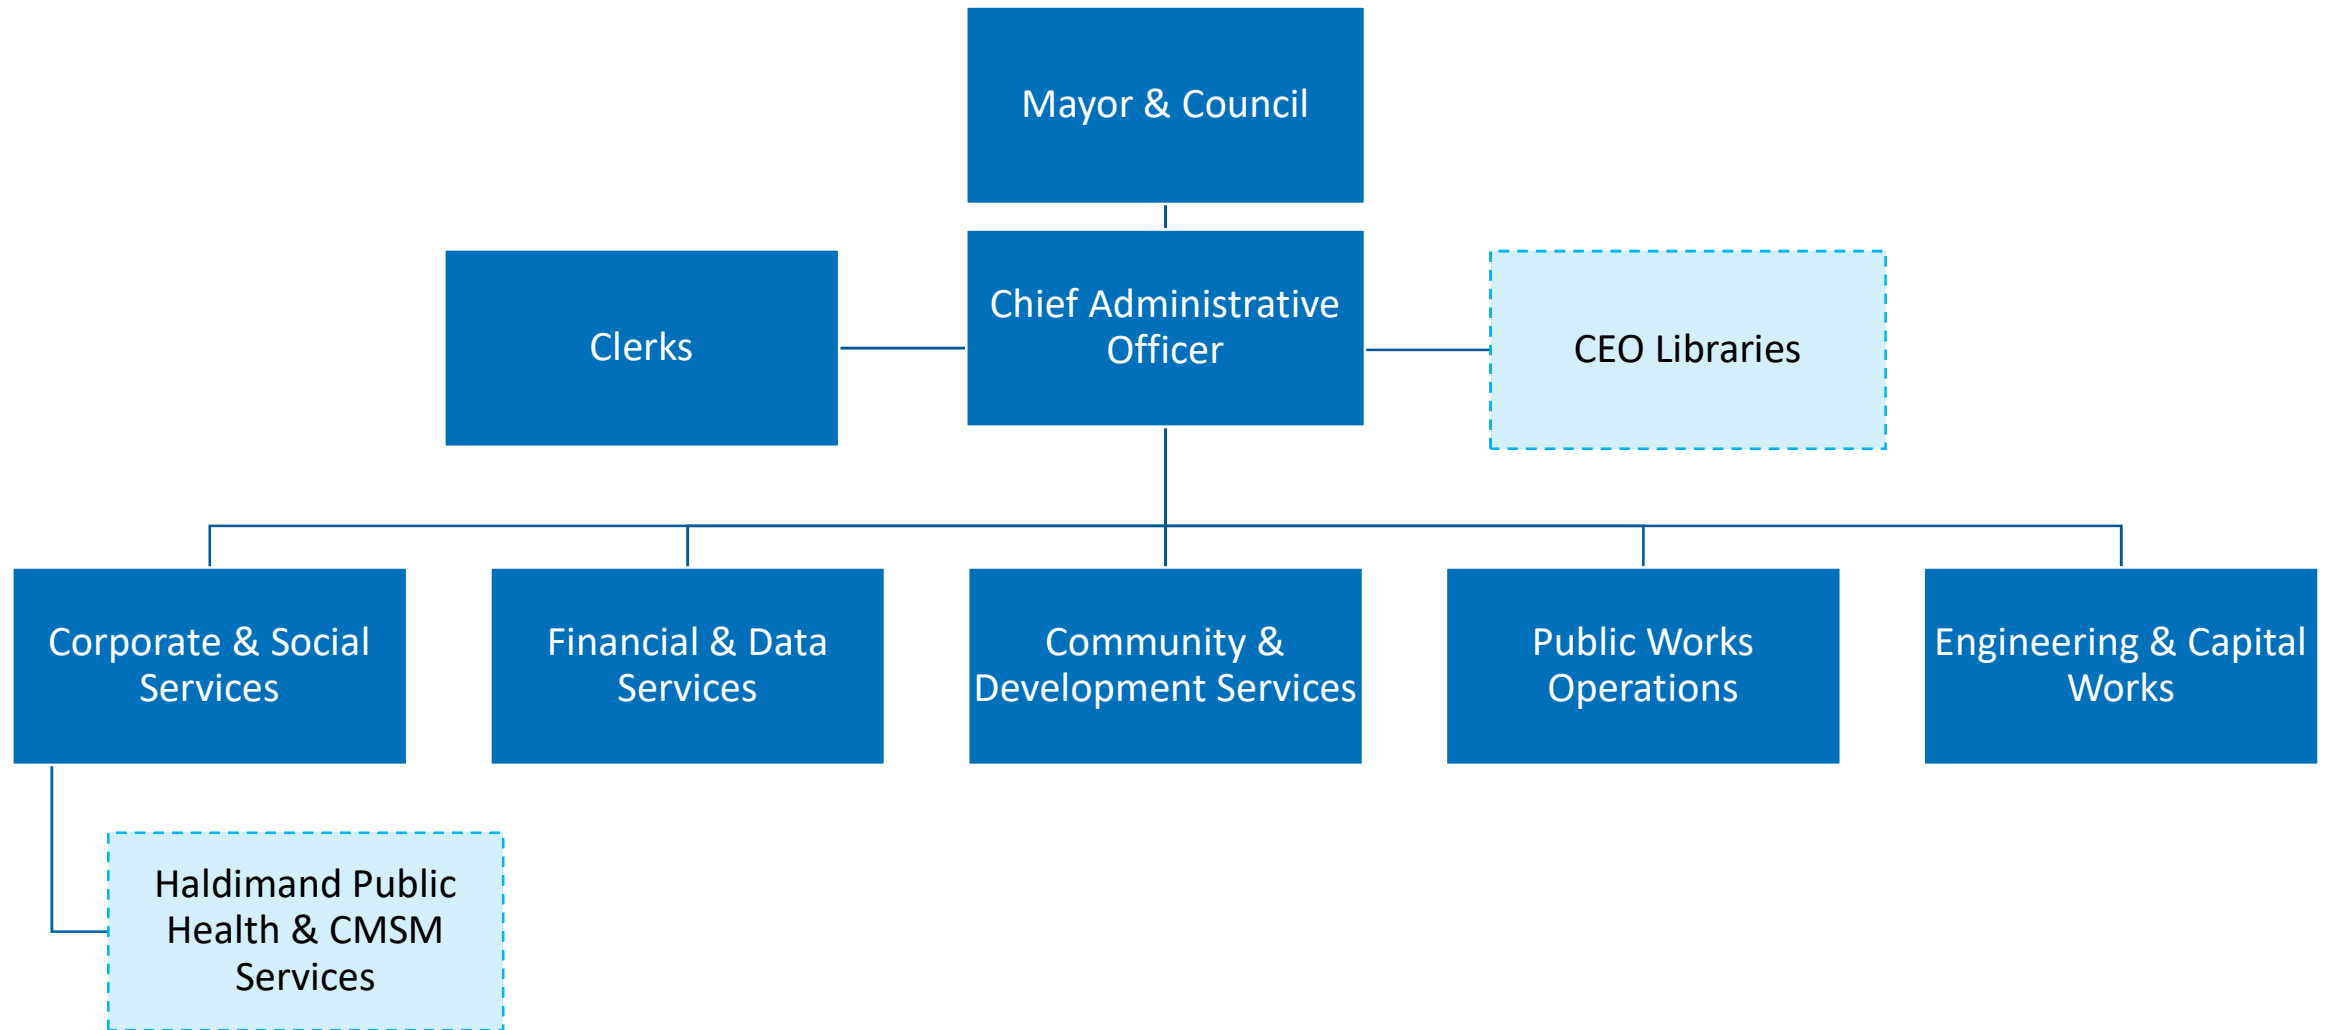 Mayor & Council
Clerks
Chief Administrative
Officer
CEO Libraries
Corporate & Social
Services
Financial & Data
Services
Community &
Development Services
Public Works
Operations
Engineering & Capital
Works
Haldimand Public
Health & CMSM
Services